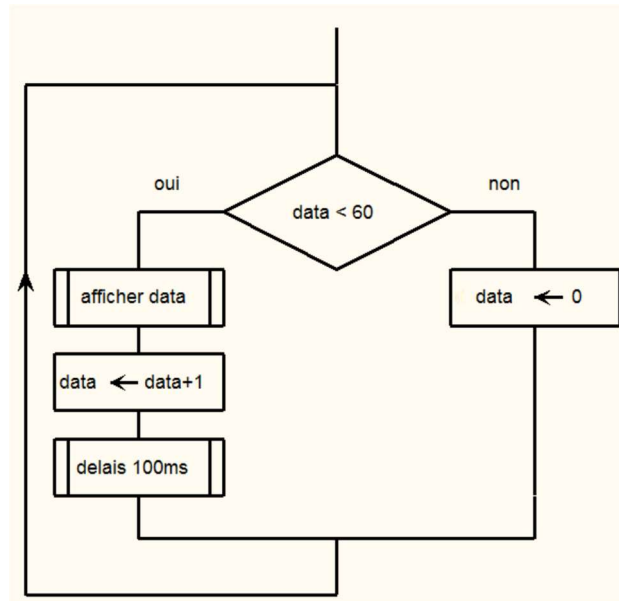 oui
non
data < 60
afficher data
data ← 0
data ← data+1
delais 100ms